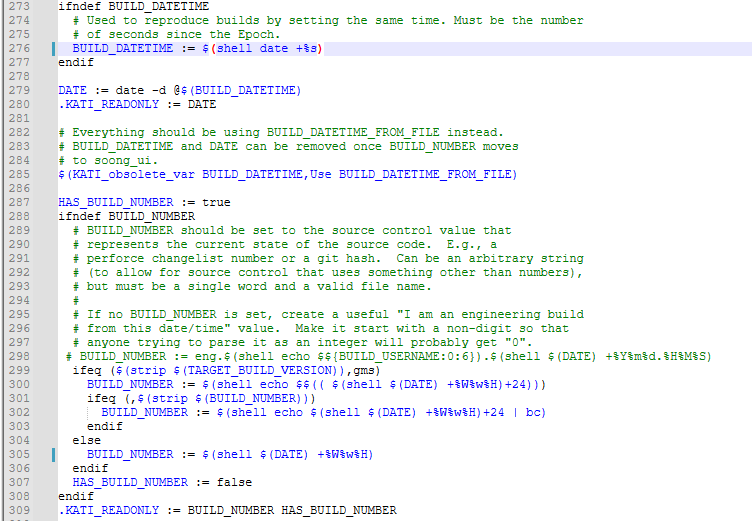 273 ifndef BUILD_DATETIME
274   # Used to reproduce builds by setting the same time. Must be the number
275   # of seconds since the Epoch.
276   BUILD_DATETIME := $(shell date +%s)
277 endif
278
279 DATE := date -d @$(BUILD_DATETIME)
280 .KATI_READONLY := DATE
281
282 # Everything should be using BUILD_DATETIME_FROM_FILE instead.
283 # BUILD_DATETIME and DATE can be removed once BUILD_NUMBER moves
284 # to soong_ui.
285 $(KATI_obsolete_var BUILD_DATETIME,Use BUILD_DATETIME_FROM_FILE)
286
287 HAS_BUILD_NUMBER := true
288 ifndef BUILD_NUMBER
289   # BUILD_NUMBER should be set to the source control value that
290   # represents the current state of the source code.  E.g., a
291   # perforce changelist number or a git hash.  Can be an arbitrary string
292   # (to allow for source control that uses something other than numbers),
293   # but must be a single word and a valid file name.
294   #
295   # If no BUILD_NUMBER is set, create a useful "I am an engineering build
296   # from this date/time" value.  Make it start with a non-digit so that
297   # anyone trying to parse it as an integer will probably get "0".
298  # BUILD_NUMBER := eng.$(shell echo $${BUILD_USERNAME:0:6}).$(shell $(DATE) +%Y%m%d.%H%M%S)
299   ifeq ($(strip $(TARGET_BUILD_VERSION)),gms)
300     BUILD_NUMBER := $(shell echo $$(( $(shell $(DATE) +%W%w%H)+24)))
301     ifeq (,$(strip $(BUILD_NUMBER)))
302       BUILD_NUMBER := $(shell echo $(shell $(DATE) +%W%w%H)+24 | bc)
303     endif
304   else
305     BUILD_NUMBER := $(shell $(DATE) +%W%w%H)
306   endif
307   HAS_BUILD_NUMBER := false
308 endif
309 .KATI_READONLY := BUILD_NUMBER HAS_BUILD_NUMBER